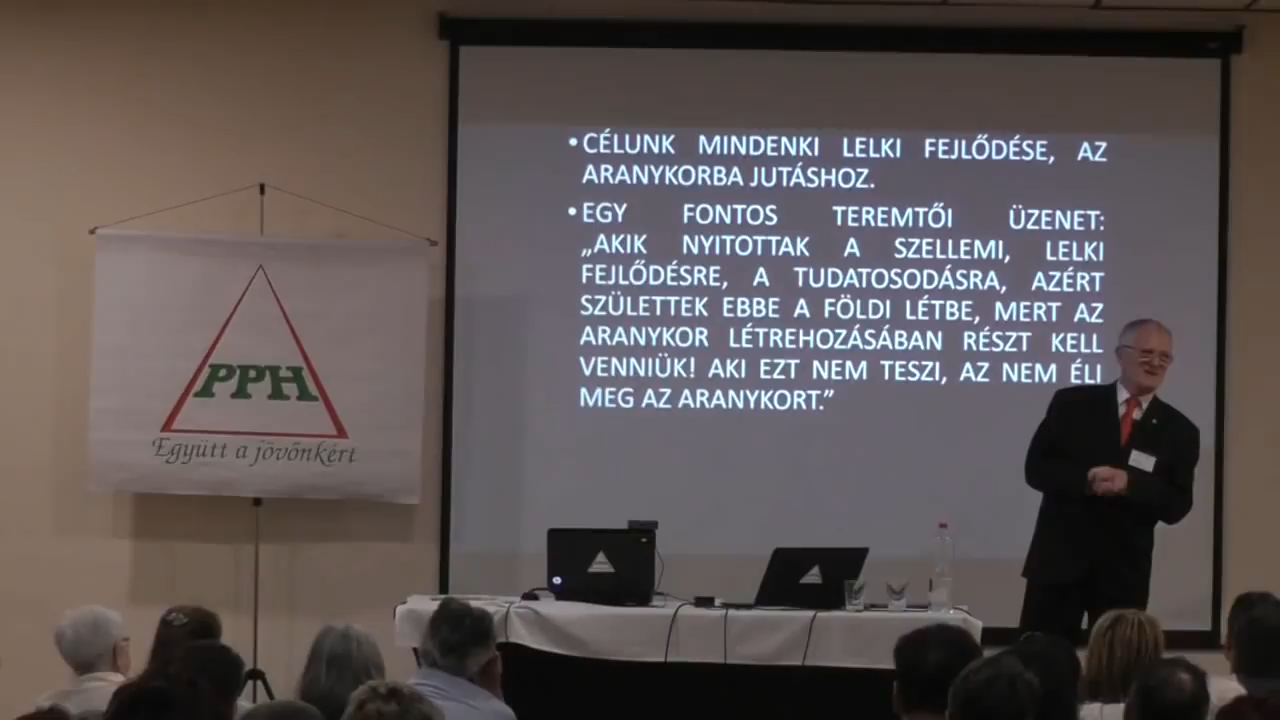 PPH
Együtt a jövőnkért
•CÉLUNK MINDENKI LELKI FEJLŐDÉSE, AZ
ARANYKORBA JUTÁSHOZ.
•EGY FONTOS TEREMTŐI ÜZENET:
„AKIK NYITOTTAK A SZELLEMI, LELKI
FEJLŐDÉSRE, A TUDATOSODÁSRA, AZÉRT
SZÜLETTEK EBBE A FÖLDI LÉTBE, MERT AZ
ARANYKOR LÉTREHOZÁSÁBAN RÉSZT KELL
VENNIÜK! AKI EZT NEM TESZI, AZ NEM ÉLI
MEG AZ ARANYKORT.”